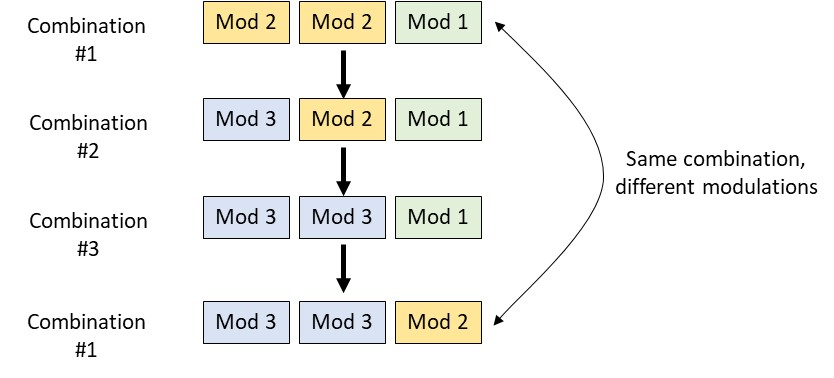 Combination
#1
Mod 2 Mod 2 Mod 1
Combination
#2
Mod 3 Mod 2 Mod 1
Same combination,
different modulations
Combination
#3
Mod 3 Mod 3 Mod 1
Combination
#1
Mod 3 Mod 3 Mod 2